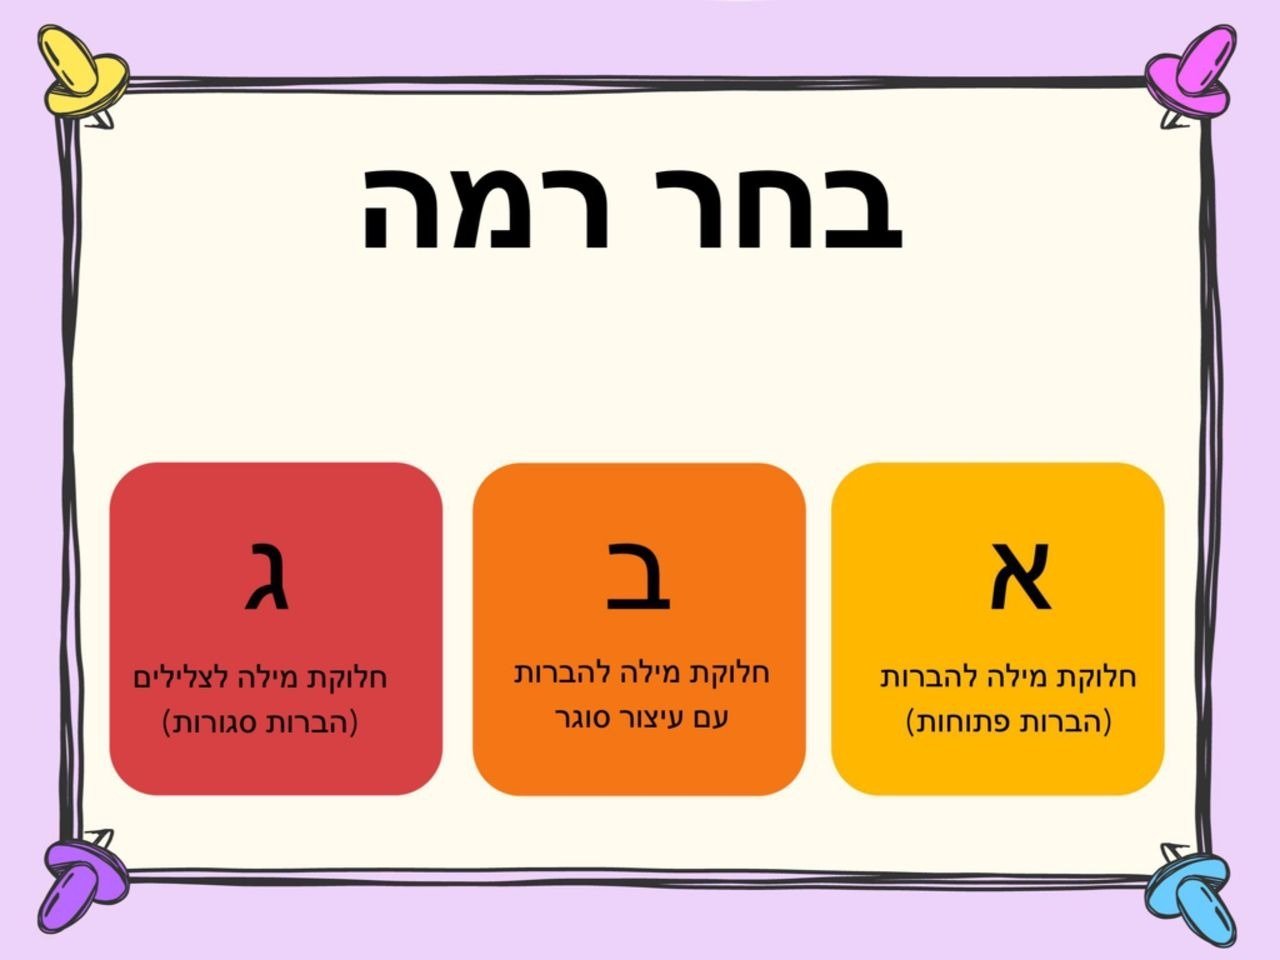 בחר רמה
א
חלוקת מילה להברות
(הברות פתוחות)
ב
חלוקת מילה להברות
עם עיצור סוגר
ג
חלוקת מילה לצלילים
(הברות סגורות)